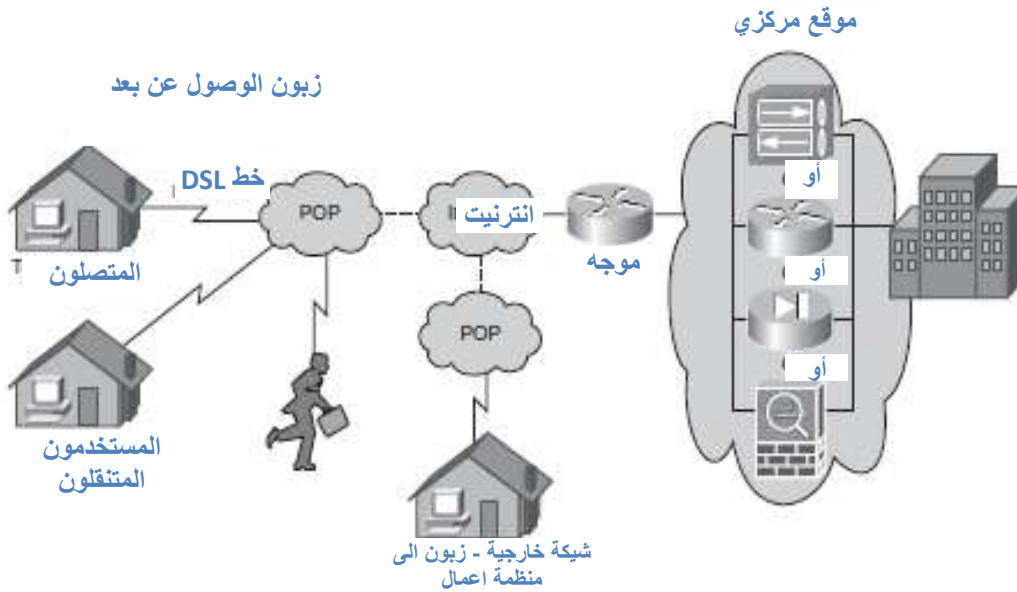 موقع مركزي
زبون الوصول عن بعد
خط DSL
POP
انترنيت
موجه
أو
أو
أو
المتصلون
T
POP
المستخدمون
المتنقلون
شيكة خارجية - زبون الى
منظمة اعمال